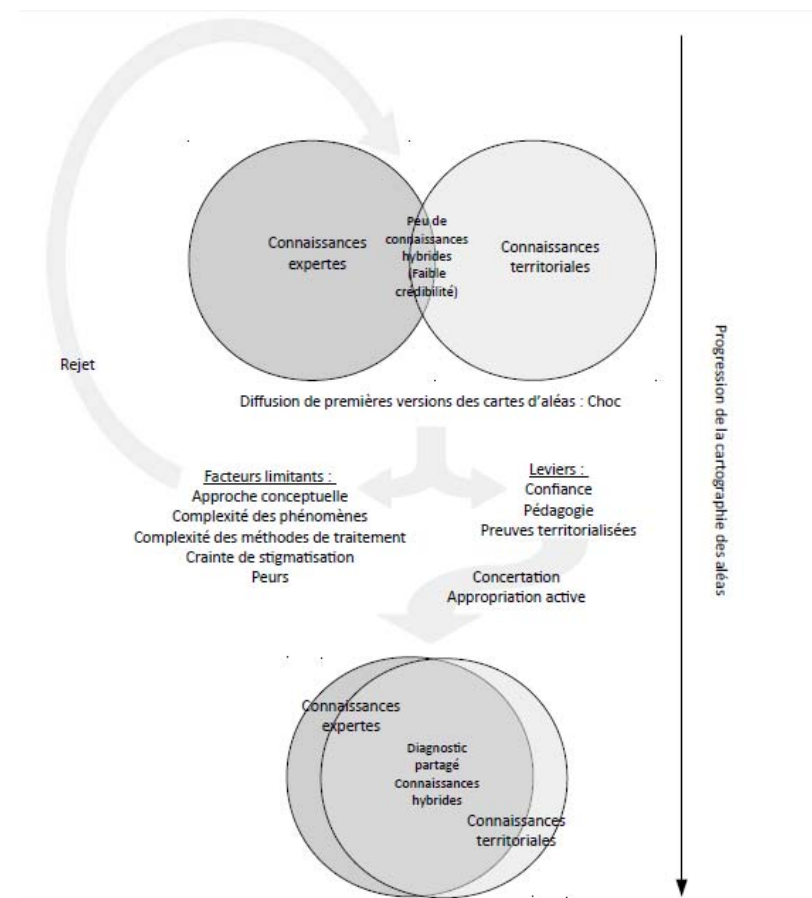 Connaissances
expertes
Peu de
connaissances
hybrides
(Faible
crédibilité)
Connaissances
territoriales
Rejet
Diffusion de premières versions des cartes d'aléas : Choc
Facteurs limitants :
Approche conceptuelle
Complexité des phénomènes
Complexité des méthodes de traitement
Crainte de stigmatisation
Peurs
Leviers :
Confiance
Pédagogie
Preuves territorialisées
Concertation
Appropriation active
Progression de la cartographie des aléas
Connaissances
expertes
Diagnostic
partagé
Connaissances
hybrides
Connaissances
territoriales